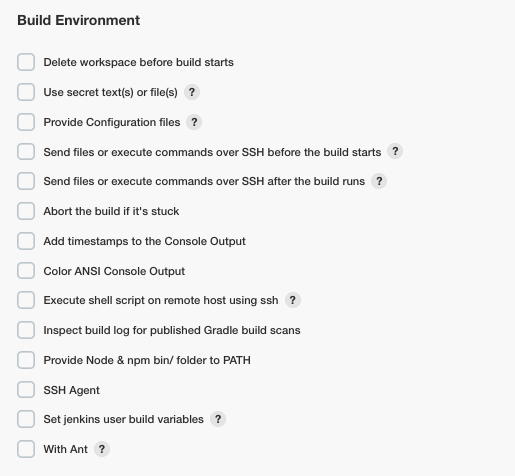 Build Environment
Delete workspace before build starts
Use secret text(s) or file(s) ?
Provide Configuration files ?
Send files or execute commands over SSH before the build starts ?
Send files or execute commands over SSH after the build runs ?
Abort the build if it's stuck
Add timestamps to the Console Output
Color ANSI Console Output
Execute shell script on remote host using ssh ?
Inspect build log for published Gradle build scans
Provide Node & npm bin/ folder to PATH
SSH Agent
Set jenkins user build variables ?
With Ant ?